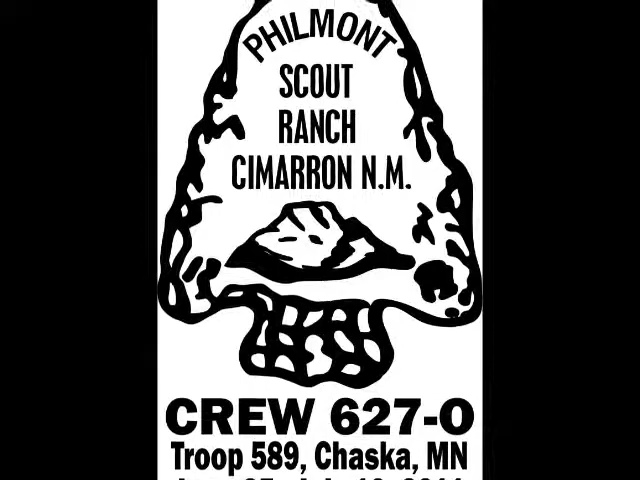 PHILMONT
SCOUT
RANCH
CIMARRON N.M.
CREW 627-O
Troop 589, Chaska, MN